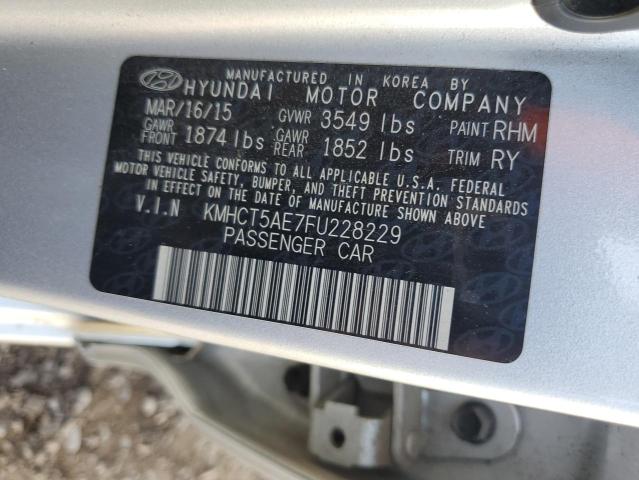 MANUFACTURED IN KOREA BY
HYUNDAI MOTOR COMPANY
MAR/16/15 GVWR 3549 lbs PAINT RHM
GAWR FRONT 1874 lbs GAWR REAR 1852 lbs TRIM RY
THIS VEHICLE CONFORMS TO ALL APPLICABLE U.S.A. FEDERAL
MOTOR VEHICLE SAFETY, BUMPER, AND THEFT PREVENTION STANDARDS
IN EFFECT ON THE DATE OF MANUFACTURE SHOWN ABOVE.
V.I.N KMHCT5AE7FU228229
PASSENGER CAR